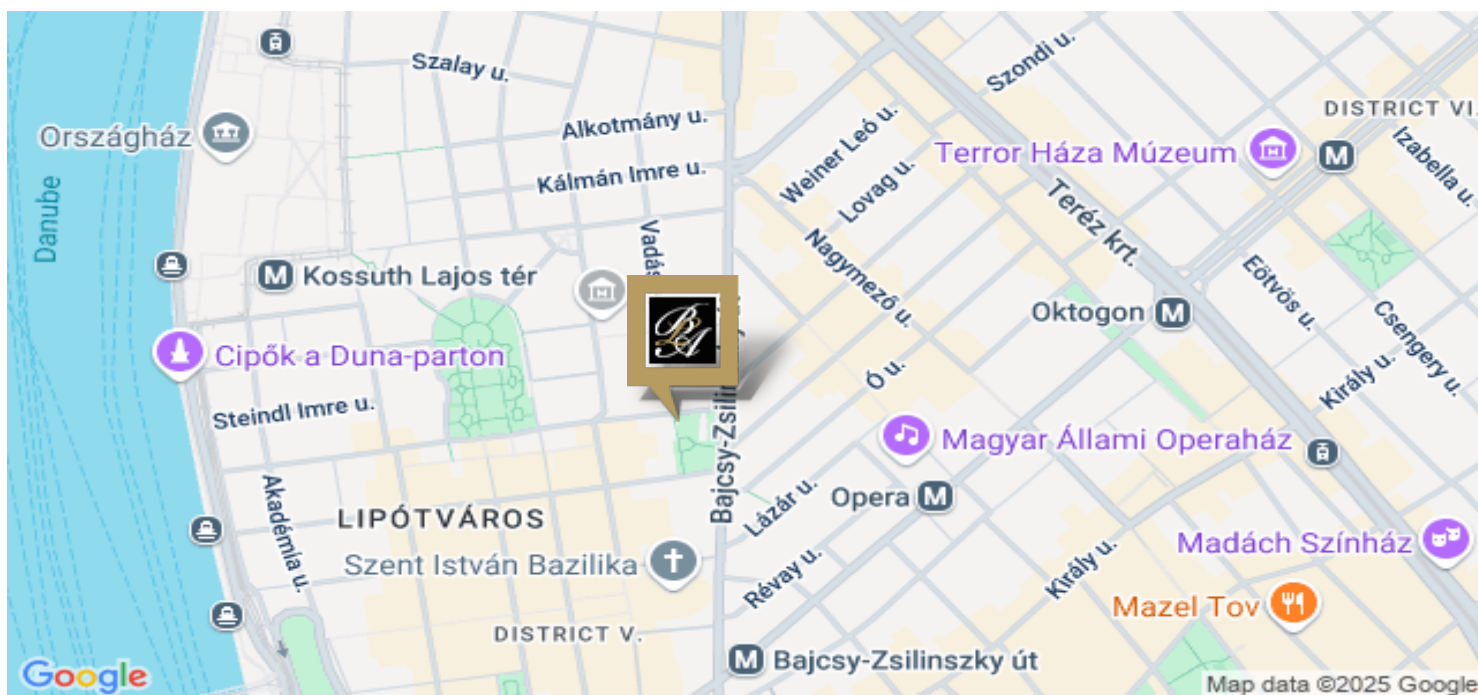 Szalay u.
Szondi u.
DISTRICT VI.
Alkotmány u.
Országház
Weiner Leó u.
Terror Háza Múzeum
M
Izabella u.
Kálmán Imre u.
Lovag u.
Danube
Teréz krt.
Nagymező u.
M Kossuth Lajos tér
Eötvös u.
Oktogon M
Csengery u.
Cipők a Duna-parton
Ó u.
Király u.
Steindl Imre u.
Magyar Állami Operaház
Opera M
Lázár u.
Akadémia u.
LIPÓTVÁROS
Madách Színház
Szent István Bazilika
Révay u.
Király u.
Mazel Tov
DISTRICT V.
M Bajcsy-Zsilinszky út
Google
Map data ©2025 Google